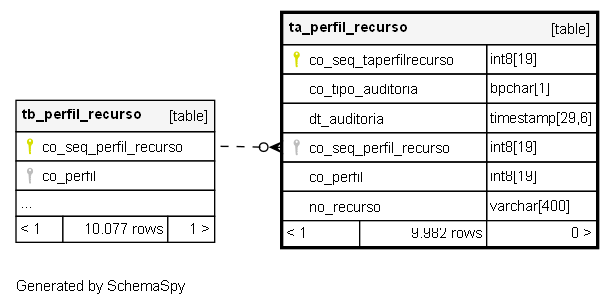 ta_perfil_recurso [table]
co_seq_taperfilrecurso int8[19]
co_tipo_auditoria bpchar[1]
dt_auditoria timestamp[29,6]
co_seq_perfil_recurso int8[19]
co_perfil int8[19]
no_recurso varchar[400]
< 1 9.982 rows 0 >
tb_perfil_recurso [table]
co_seq_perfil_recurso
co_perfil
...
< 1 10.077 rows 1 >
Generated by SchemaSpy